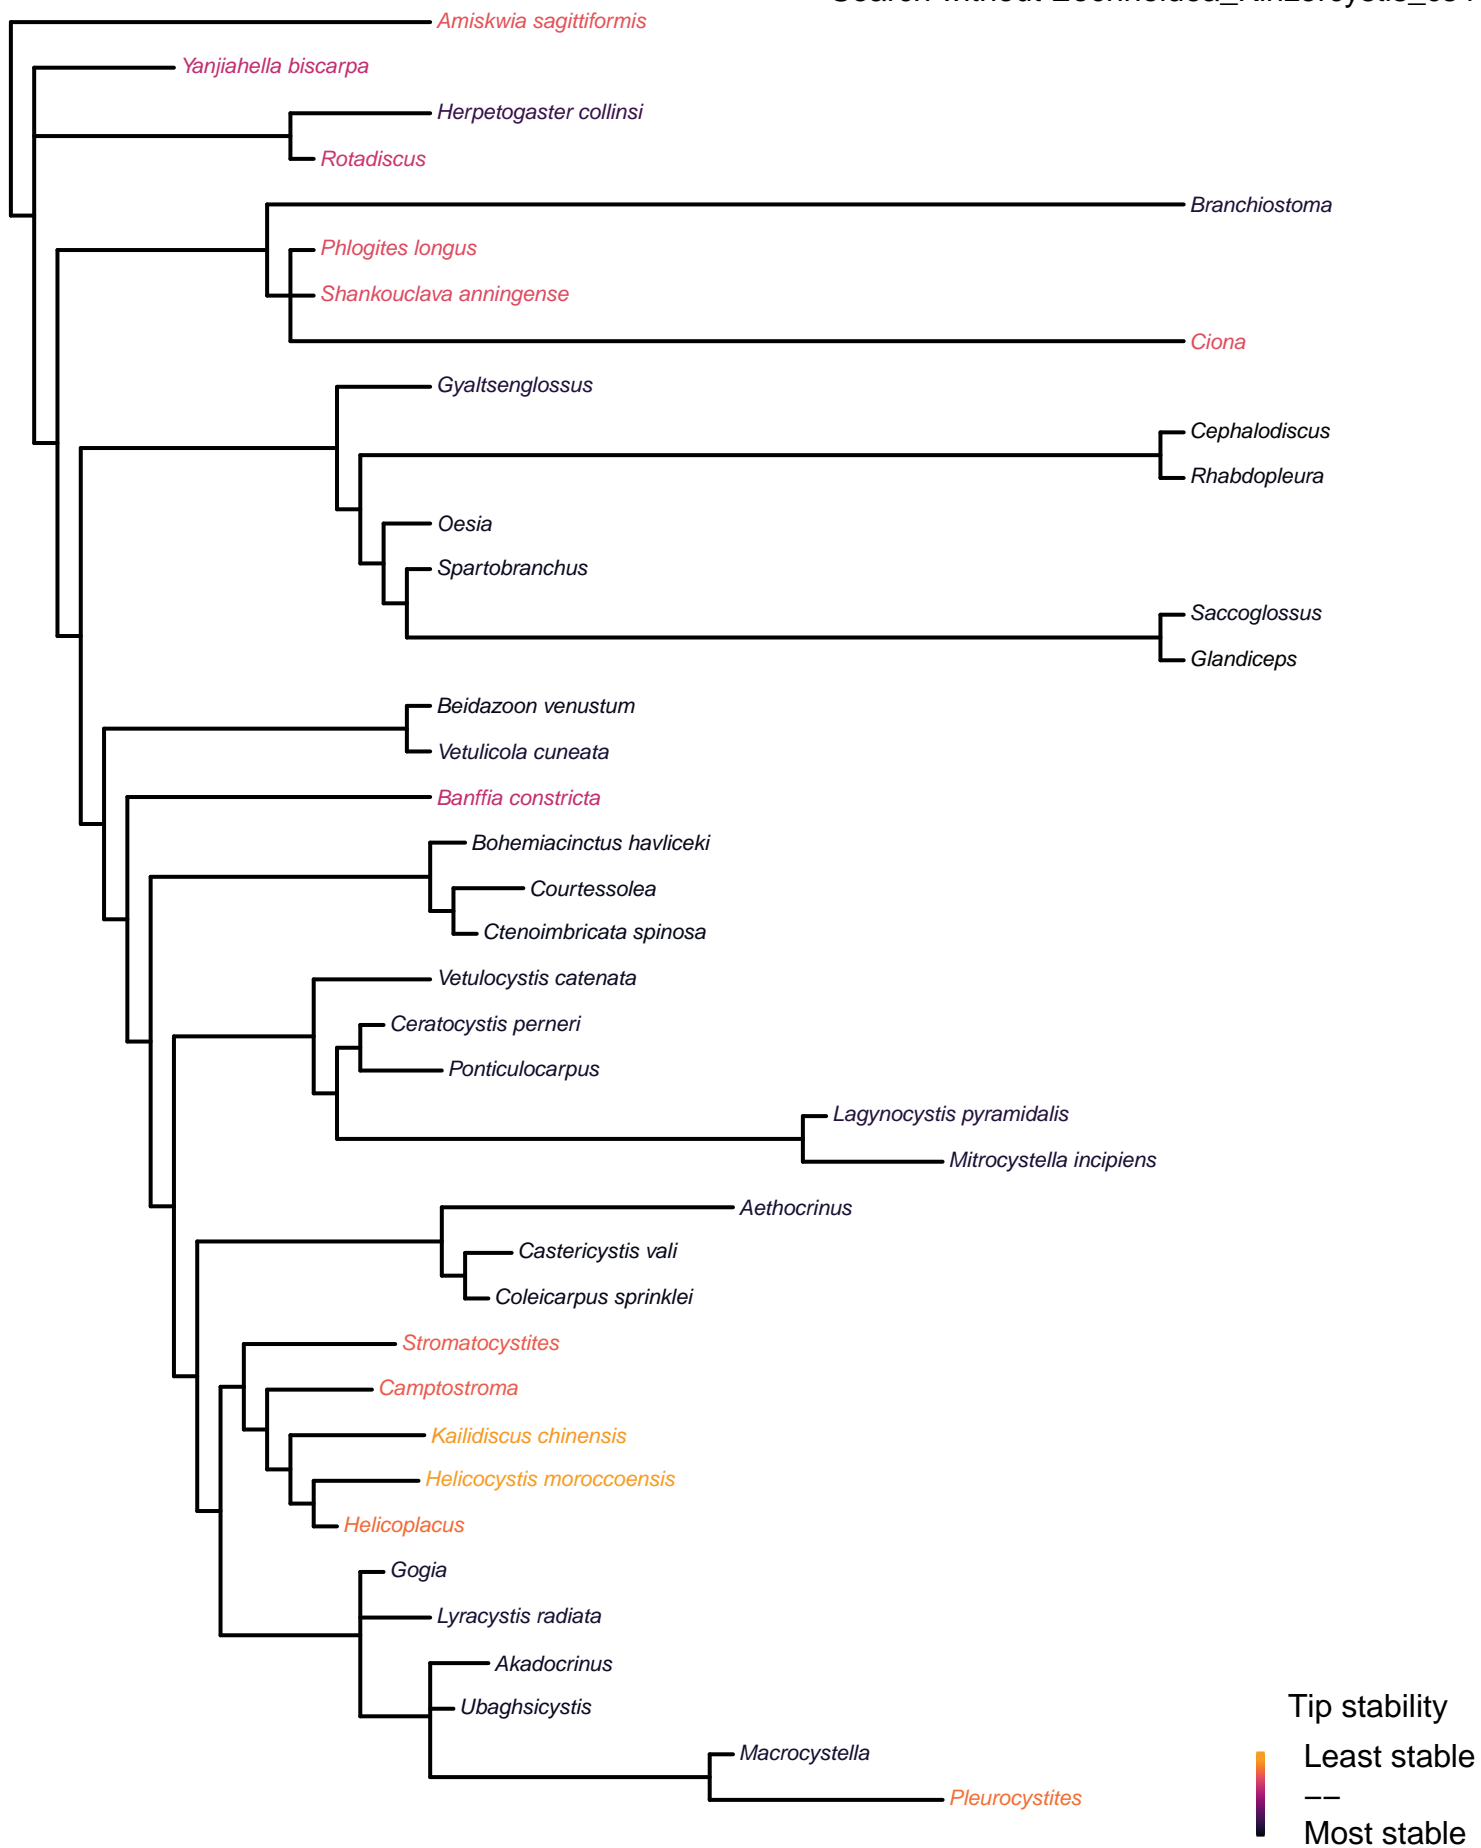 Amiskwia sagittiformis
Yanjiahella biscarpa
Herpetogaster collinsi
Rotadiscus
Branchiostoma
Phlogites longus
Shankouclava anningense
Ciona
Gyaltsenglossus
Cephalodiscus
Rhabdopleura
Oesia
Spartobranchus
Saccoglossus
Glandiceps
Beidazoon venustum
Vetulicola cuneata
Banffia constricta
Bohemiacinctus havliceki
Courtessolea
Ctenoimbricata spinosa
Vetulocystis catenata
Ceratocystis perneri
Ponticulocarpus
Lagynocystis pyramidalis
Mitrocystella incipiens
Aethocrinus
Castericystis vali
Coleicarpus sprinklei
Stromatocystites
Camptostroma
Kailidiscus chinensis
Helicocystis moroccoensis
Helicoplacus
Gogia
Lyracystis radiata
Akadocrinus
Ubaghsicystis
Macrocystella
Pleurocystites
Tip stability
Least stable
−−
Most stable